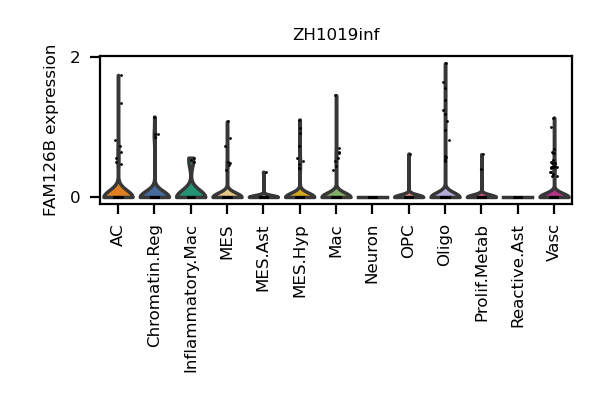 ZH1019inf
FAM126B expression
2
0
AC
Chromatin.Reg
Inflammatory.Mac
MES
MES.Ast
MES.Hyp
Mac
Neuron
OPC
Oligo
Prolif.Metab
Reactive.Ast
Vasc